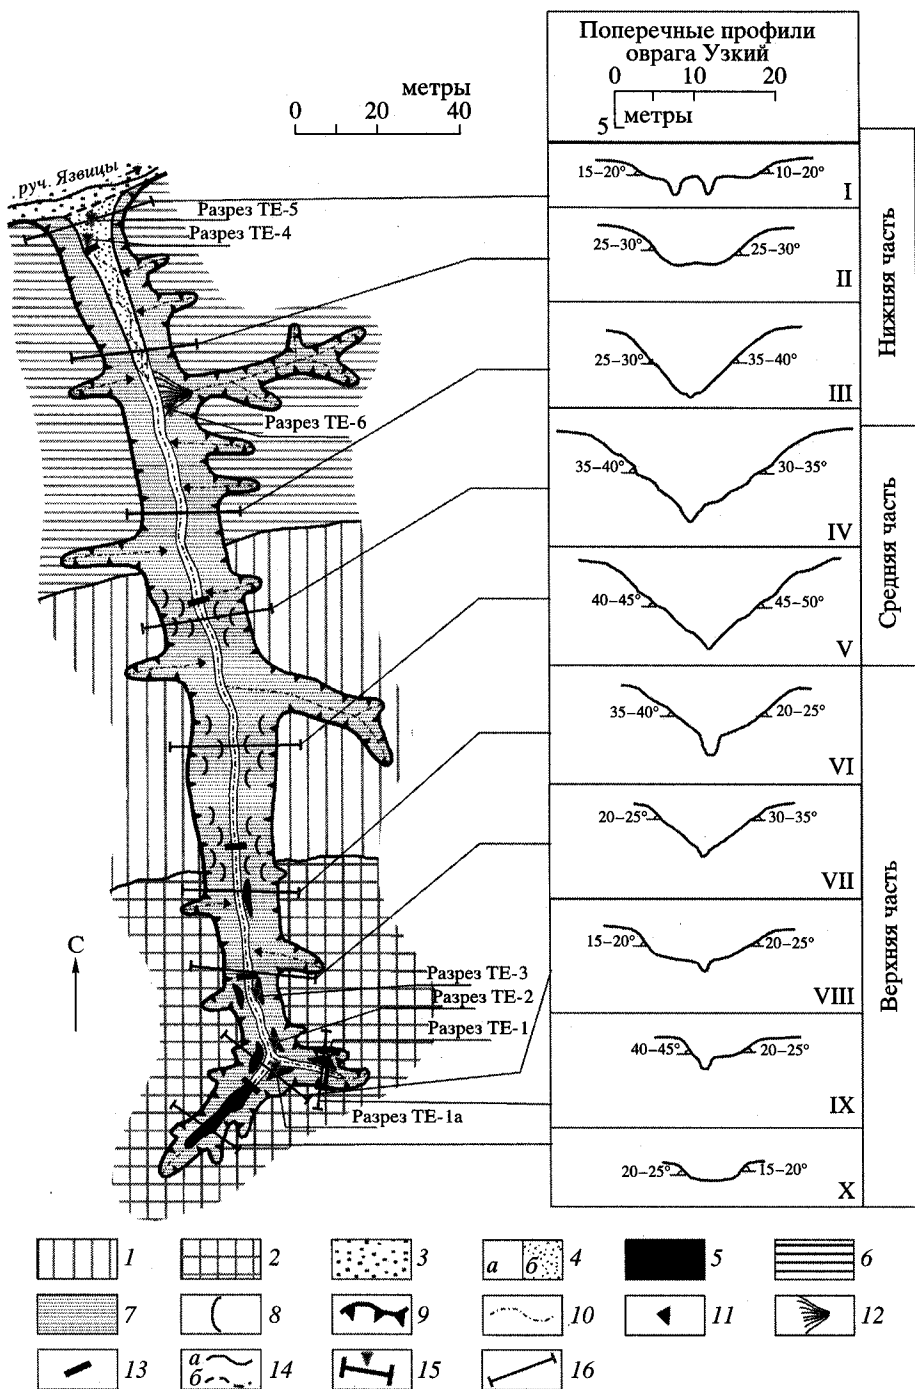 Поперечные профили
оврага Узкий
0 10 20
метры
5
метры
0 20 40
руч. Язвицы
Разрез ТЕ-5
Разрез ТЕ-4
Разрез ТЕ-6
С
Разрез ТЕ-3
Разрез ТЕ-2
Разрез ТЕ-1
Разрез ТЕ-1а
15–20° 10–20°
I
25–30° 25–30°
II
25–30° 35–40°
III
35–40° 30–35°
IV
40–45° 45–50°
V
35–40° 20–25°
VI
20–25° 30–35°
VII
15–20° 20–25°
VIII
40–45° 20–25°
IX
20–25° 15–20°
X
Нижняя часть
Средняя часть
Верхняя часть
1 2 3 а б 4 5 6
7 8 9 10 11 12
13 а б 14 15 16